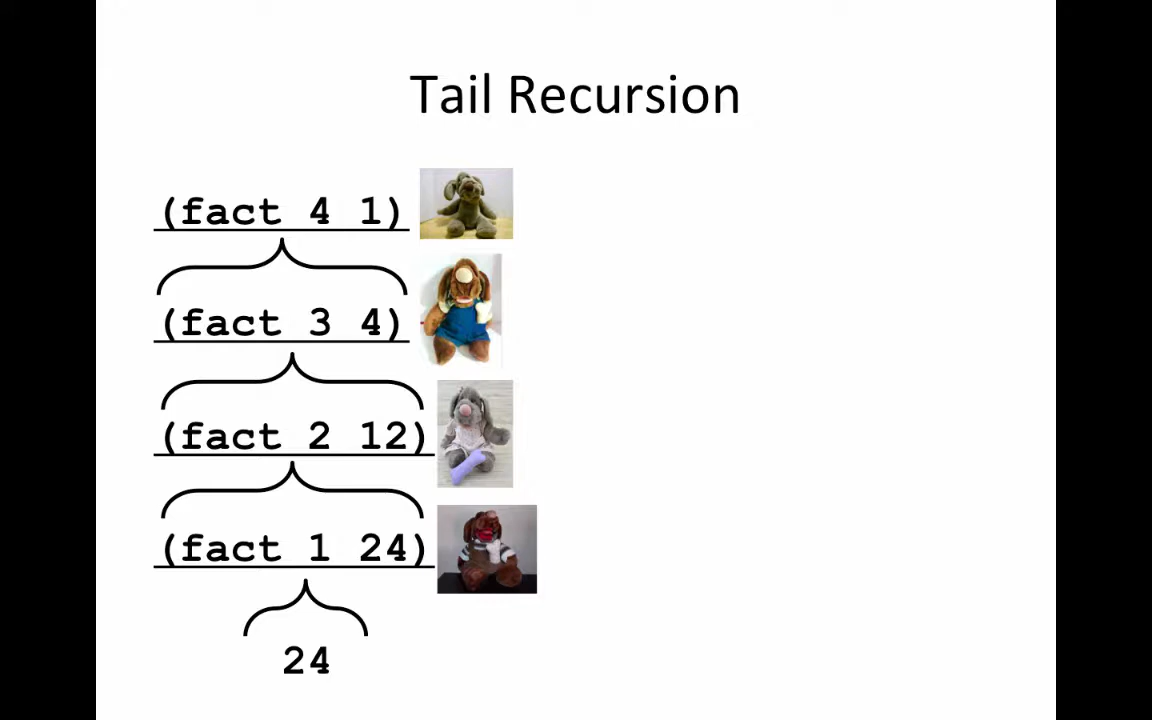 Tail Recursion
(fact 4 1)
(fact 3 4)
(fact 2 12)
(fact 1 24)
24